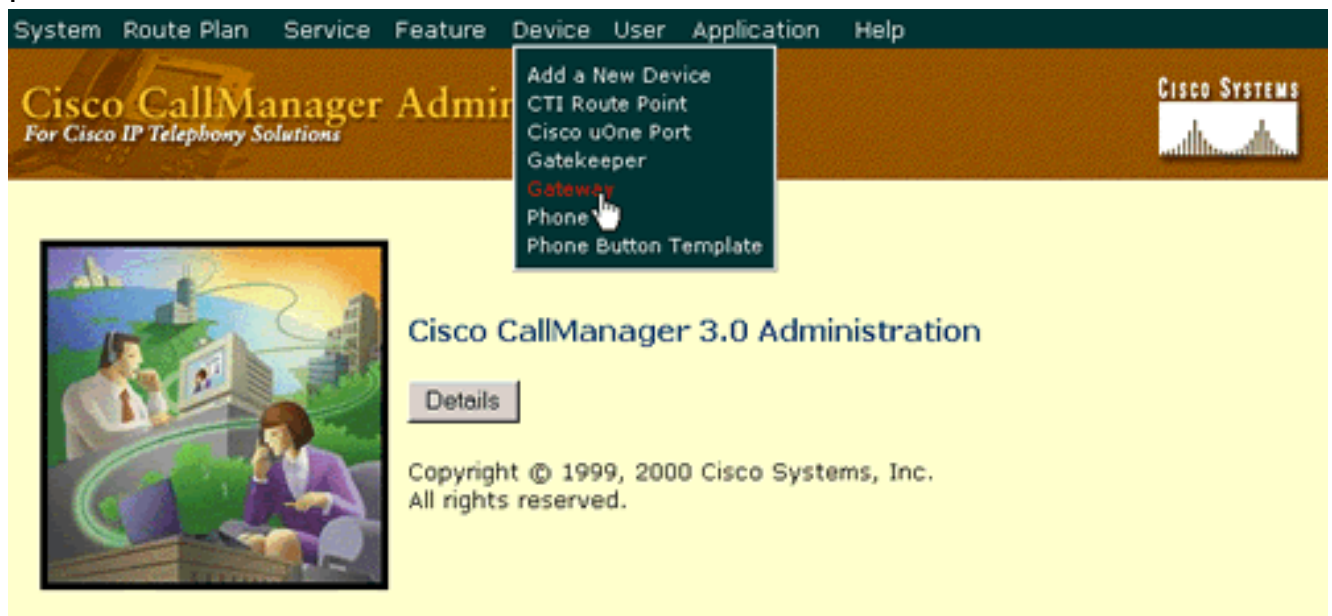 System Route Plan Service Feature Device User Application Help
Cisco CallManager Admin
For Cisco IP Telephony Solutions
CISCO SYSTEMS
Add a New Device
CTI Route Point
Cisco uOne Port
Gatekeeper
Gateway
Phone
Phone Button Template
Cisco CallManager 3.0 Administration
Details
Copyright © 1999, 2000 Cisco Systems, Inc.
All rights reserved.